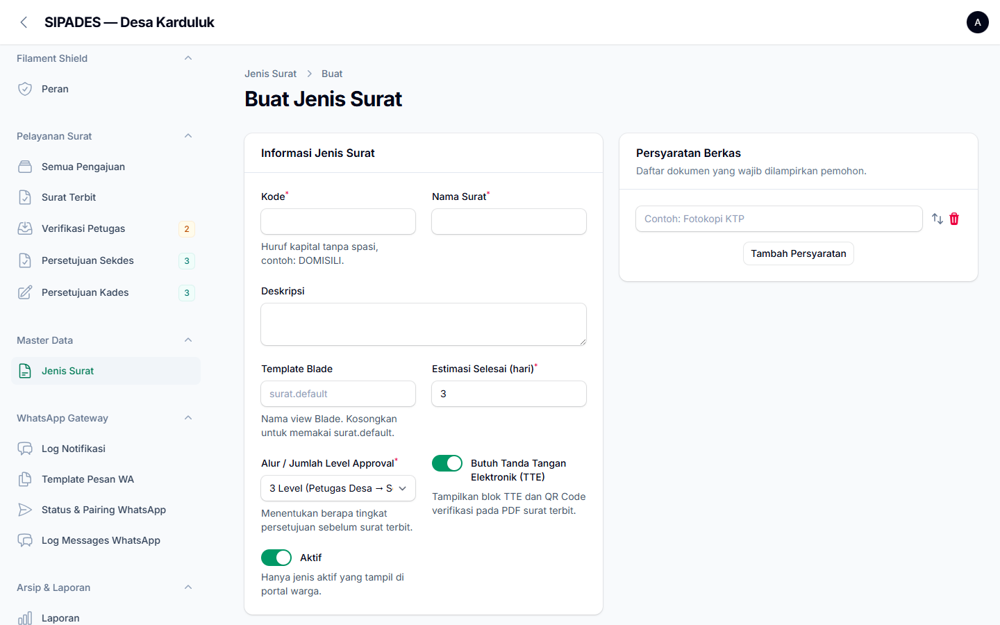 SIPADES — Desa Karduluk
A
Filament Shield
Peran
Pelayanan Surat
Semua Pengajuan
Surat Terbit
Verifikasi Petugas
2
Persetujuan Sekdes
3
Persetujuan Kades
3
Master Data
Jenis Surat
WhatsApp Gateway
Log Notifikasi
Template Pesan WA
Status & Pairing WhatsApp
Log Messages WhatsApp
Arsip & Laporan
Laporan
Jenis Surat > Buat
Buat Jenis Surat
Informasi Jenis Surat
Kode*
Huruf kapital tanpa spasi,
contoh: DOMISILI.
Nama Surat*
Deskripsi
Template Blade
surat.default
Nama view Blade. Kosongkan
untuk memakai surat.default.
Estimasi Selesai (hari)*
3
Alur / Jumlah Level Approval*
3 Level (Petugas Desa → S
Menentukan berapa tingkat
persetujuan sebelum surat terbit.
Butuh Tanda Tangan
Elektronik (TTE)
Tampilkan blok TTE dan QR Code
verifikasi pada PDF surat terbit.
Aktif
Hanya jenis aktif yang tampil di
portal warga.
Persyaratan Berkas
Daftar dokumen yang wajib dilampirkan pemohon.
Contoh: Fotokopi KTP
Tambah Persyaratan